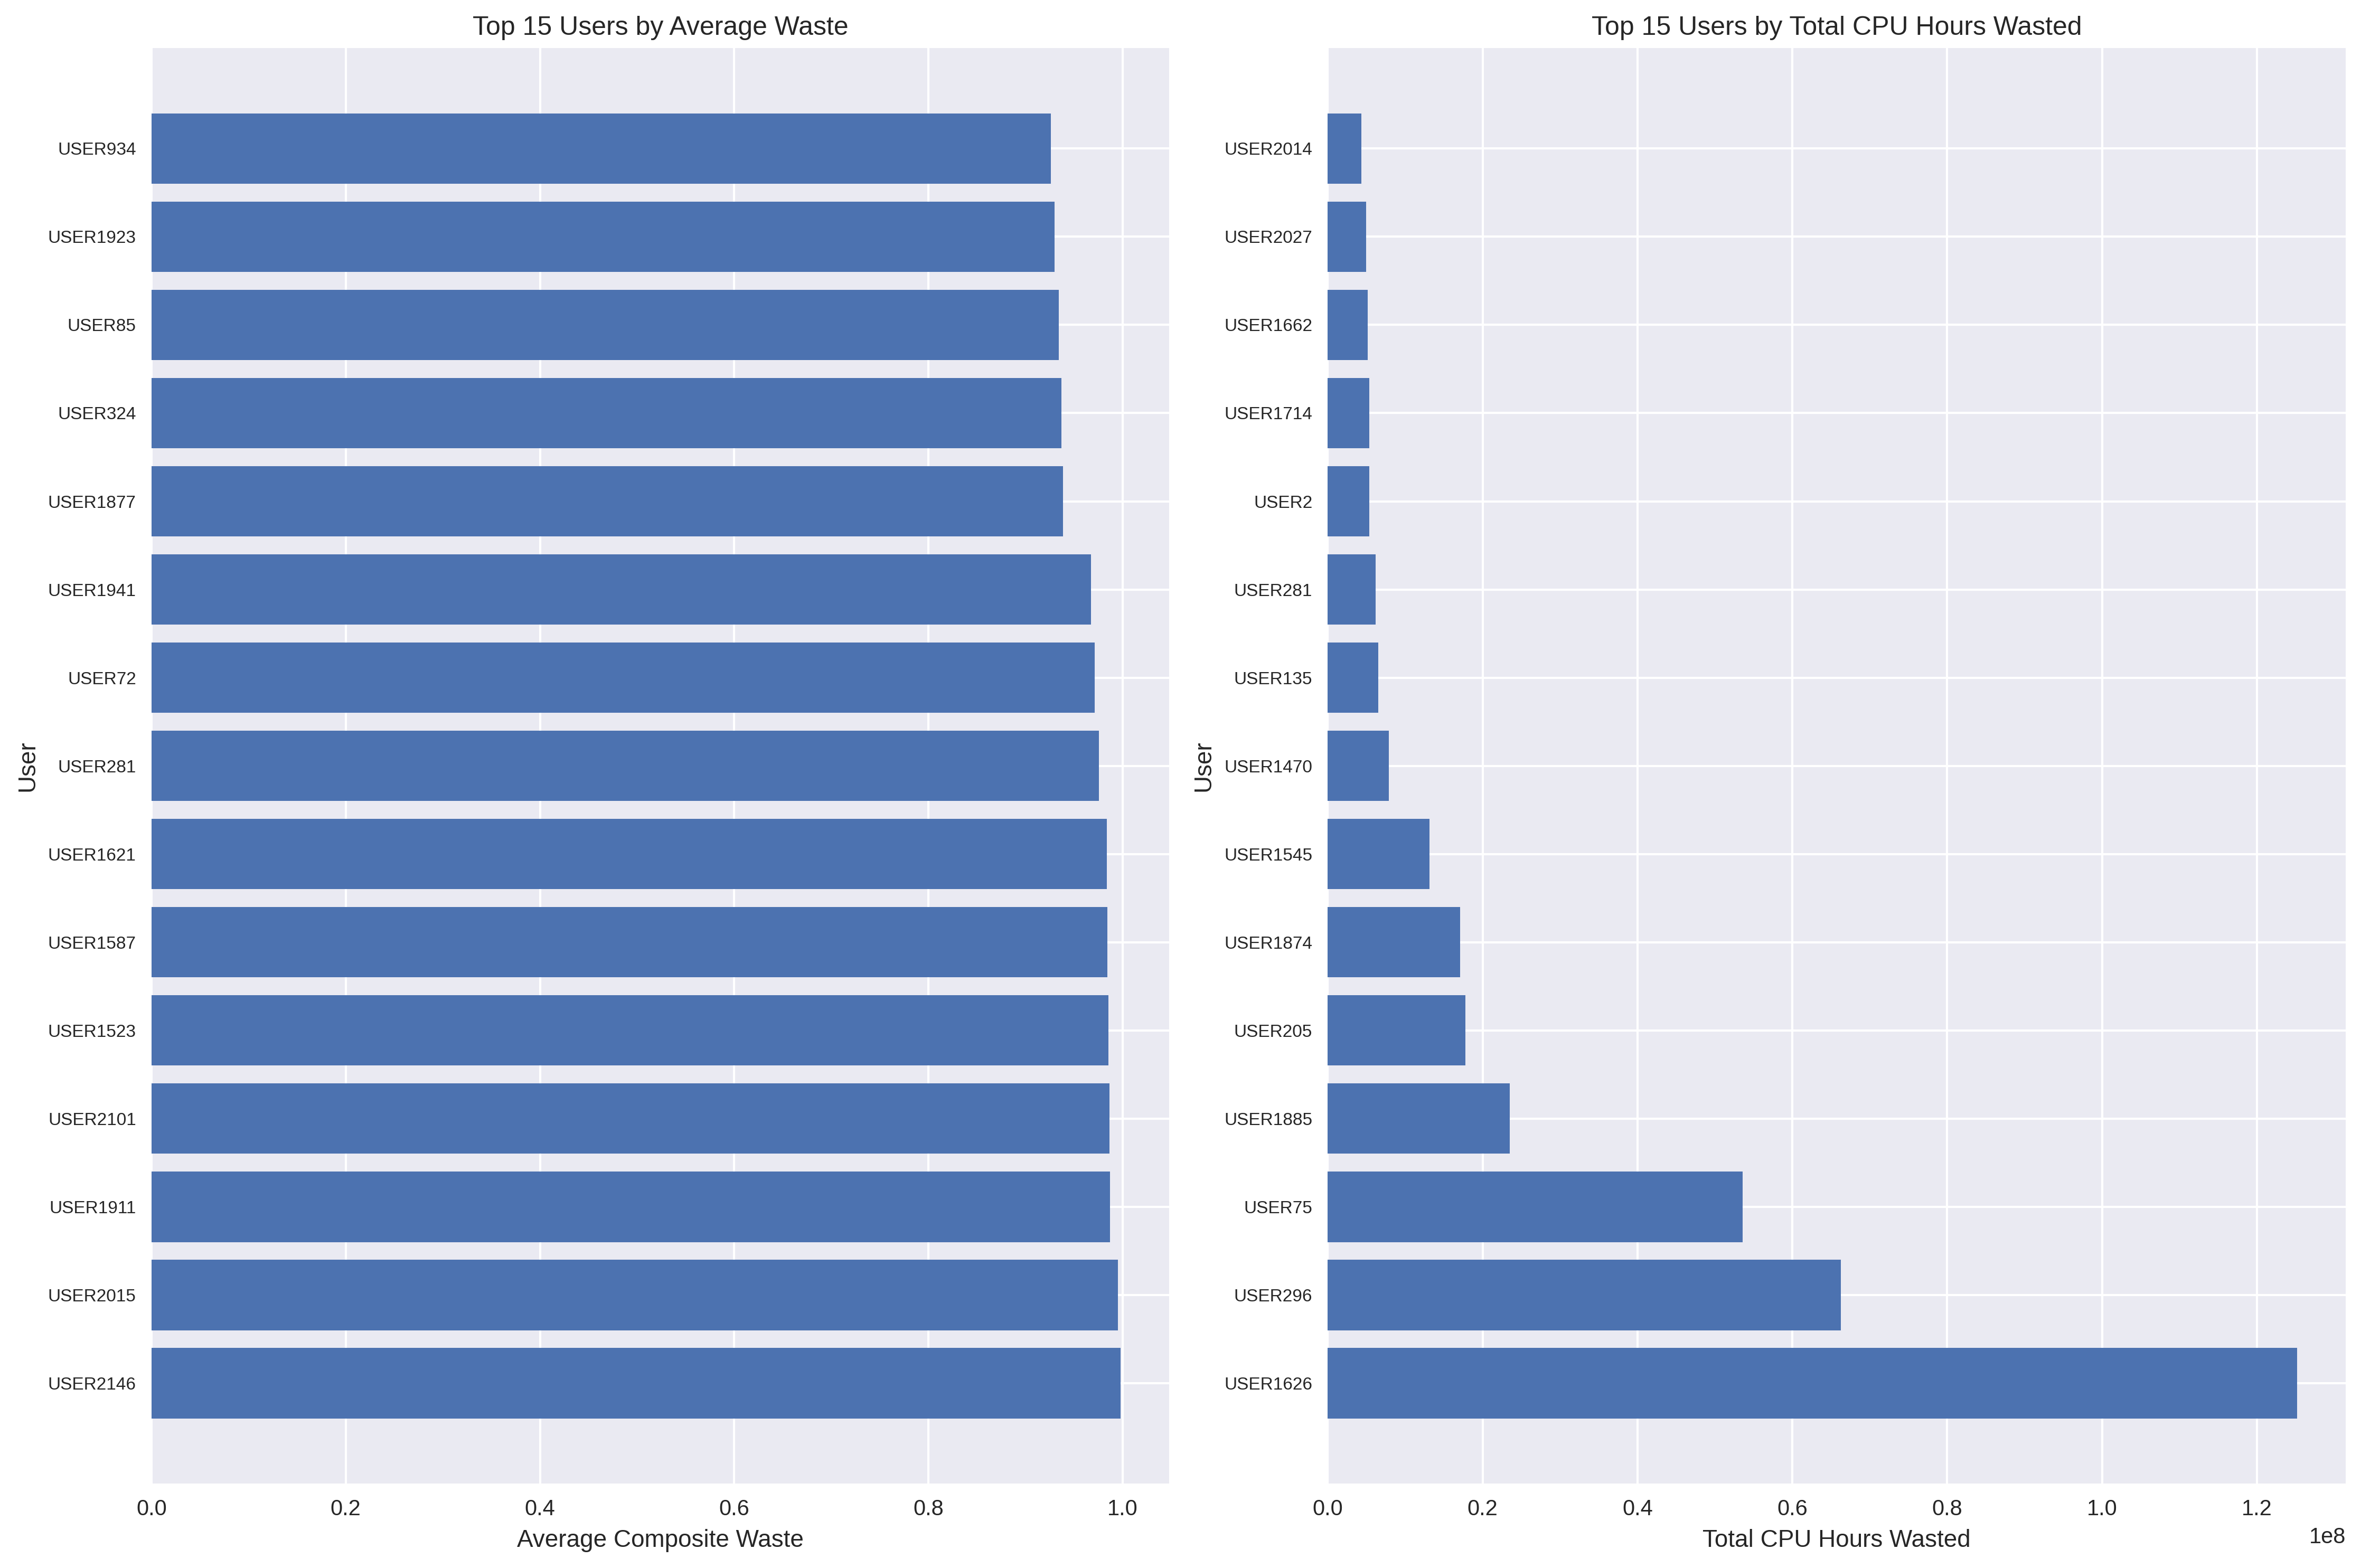 Top 15 Users by Average Waste
User
USER934
USER1923
USER85
USER324
USER1877
USER1941
USER72
USER281
USER1621
USER1587
USER1523
USER2101
USER1911
USER2015
USER2146
0.0 0.2 0.4 0.6 0.8 1.0
Average Composite Waste
Top 15 Users by Total CPU Hours Wasted
User
USER2014
USER2027
USER1662
USER1714
USER2
USER281
USER135
USER1470
USER1545
USER1874
USER205
USER1885
USER75
USER296
USER1626
0.0 0.2 0.4 0.6 0.8 1.0 1.2
1e8
Total CPU Hours Wasted